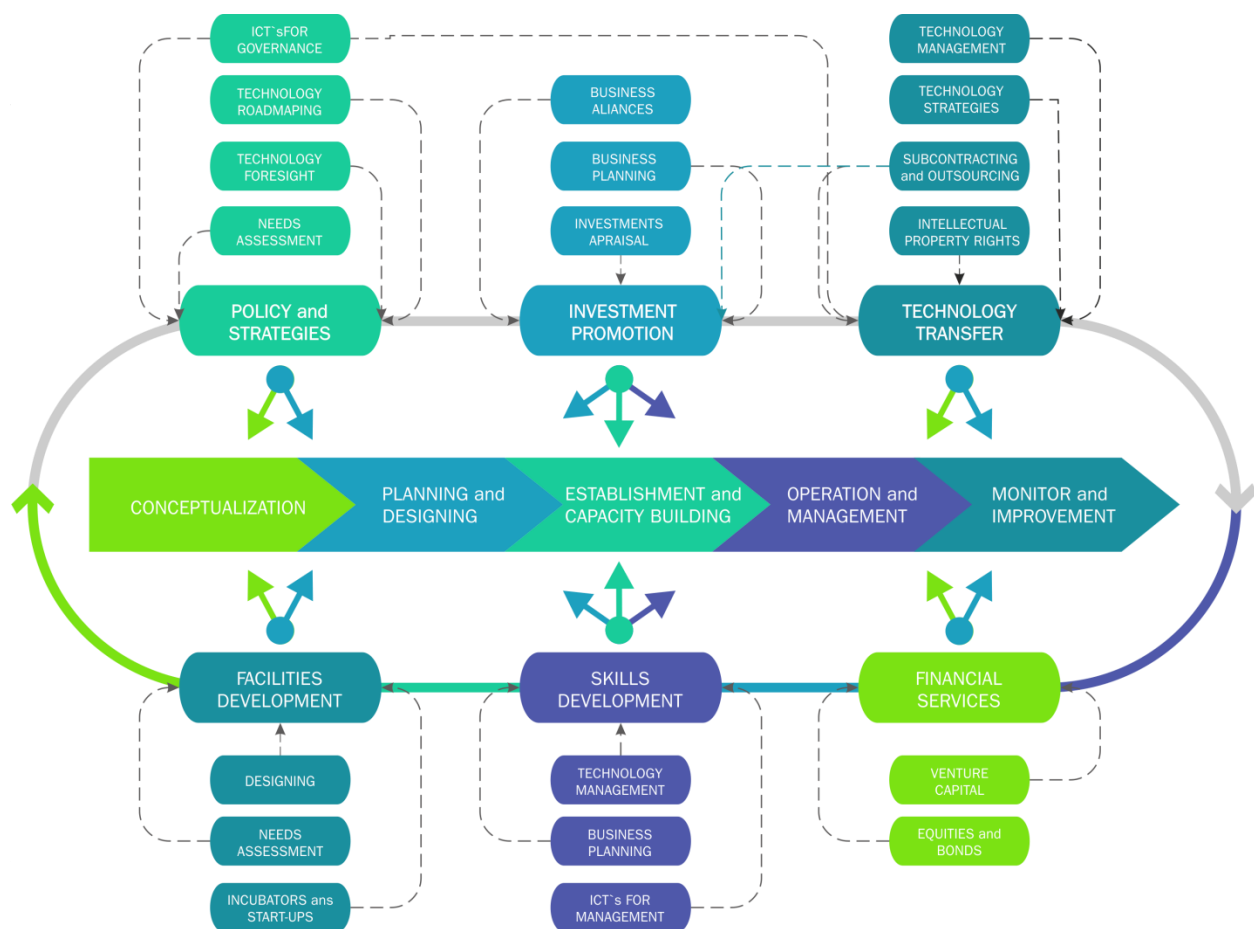 ICT`sFOR
GOVERNANCE
TECHNOLOGY
ROADMAPING
TECHNOLOGY
FORESIGHT
NEEDS
ASSESSMENT
POLICY and
STRATEGIES
BUSINESS
ALIANCES
BUSINESS
PLANNING
INVESTMENTS
APRAISAL
INVESTMENT
PROMOTION
TECHNOLOGY
MANAGEMENT
TECHNOLOGY
STRATEGIES
SUBCONTRACTING
and OUTSOURCING
INTELLECTUAL
PROPERTY RIGHTS
TECHNOLOGY
TRANSFER
CONCEPTUALIZATION
PLANNING and
DESIGNING
ESTABLISHMENT and
CAPACITY BUILDING
OPERATION and
MANAGEMENT
MONITOR and
IMPROVEMENT
FACILITIES
DEVELOPMENT
DESIGNING
NEEDS
ASSESSMENT
INCUBATORS ans
START-UPS
SKILLS
DEVELOPMENT
TECHNOLOGY
MANAGEMENT
BUSINESS
PLANNING
ICT`s FOR
MANAGEMENT
FINANCIAL
SERVICES
VENTURE
CAPITAL
EQUITIES and
BONDS